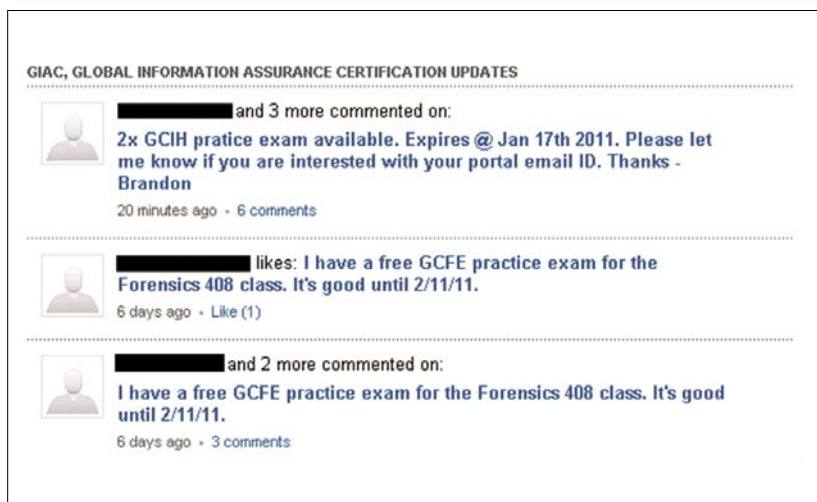 GIAC, GLOBAL INFORMATION ASSURANCE CERTIFICATION UPDATES
and 3 more commented on:
2x GCIH pratice exam available. Expires @ Jan 17th 2011. Please let
me know if you are interested with your portal email ID. Thanks -
Brandon
20 minutes ago • 6 comments
likes: I have a free GCFE practice exam for the
Forensics 408 class. It's good until 2/11/11.
6 days ago • Like (1)
and 2 more commented on:
I have a free GCFE practice exam for the Forensics 408 class. It's good
until 2/11/11.
6 days ago • 3 comments